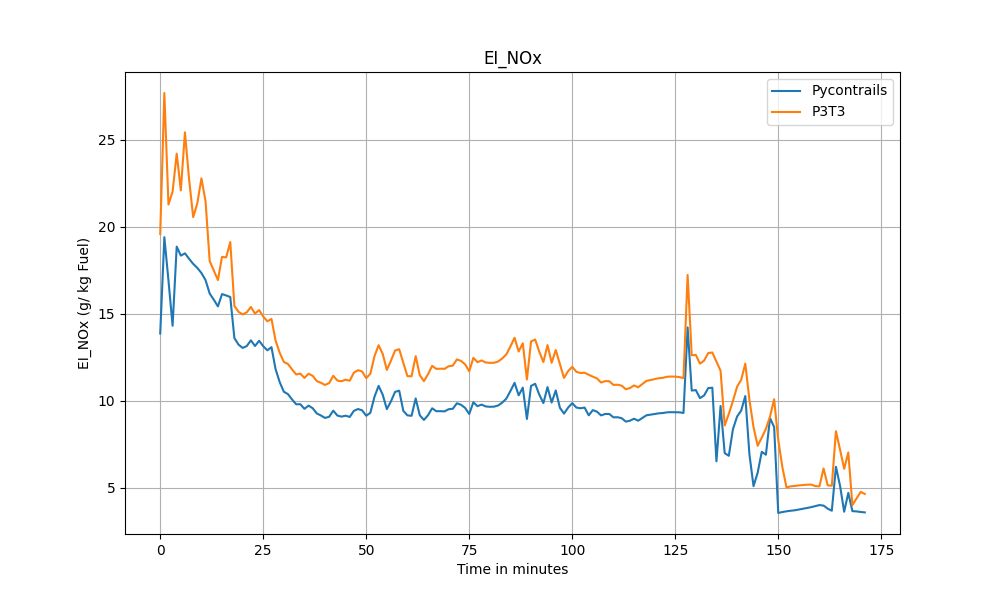 EI_NOx
Pycontrails
P3T3
EI_NOx (g/ kg Fuel)
25
20
15
10
5
0 25 50 75 100 125 150 175
Time in minutes